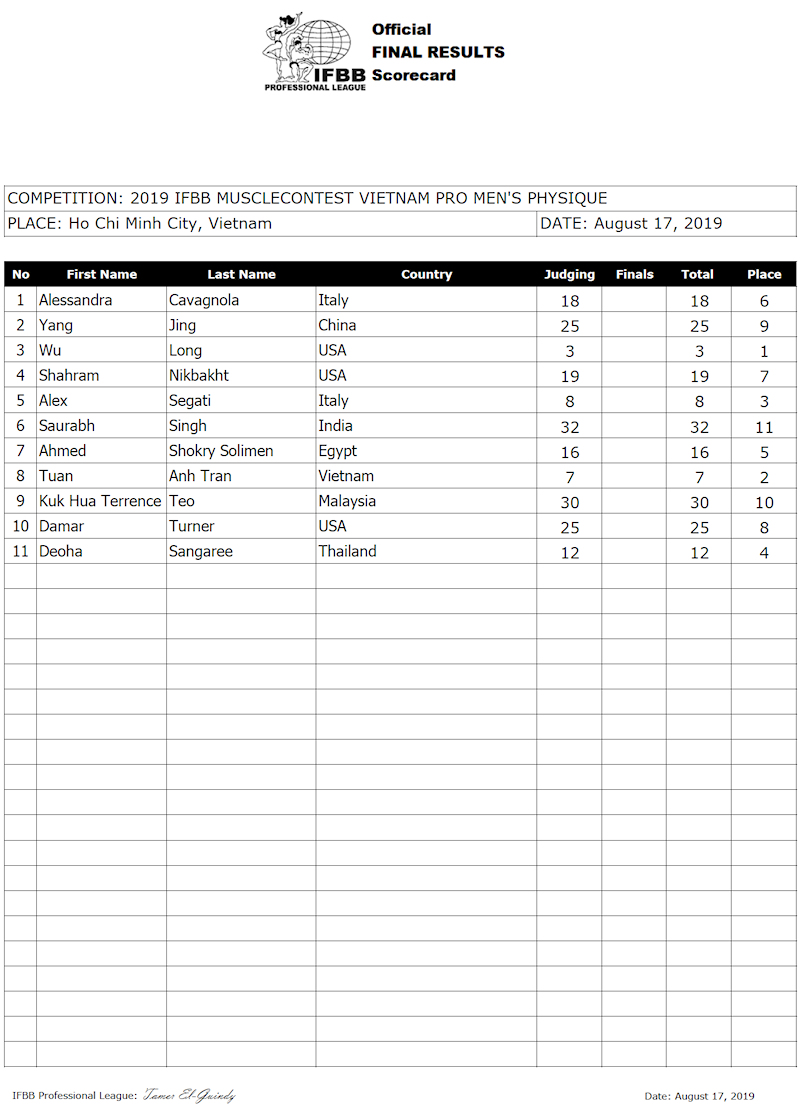 Official
FINAL RESULTS
IFBB Scorecard
PROFESSIONAL LEAGUE
COMPETITION: 2019 IFBB MUSCLECONTEST VIETNAM PRO MEN'S PHYSIQUE
PLACE: Ho Chi Minh City, Vietnam DATE: August 17, 2019
No First Name Last Name Country Judging Finals Total Place
1 Alessandra Cavagnola Italy 18 18 6
2 Yang Jing China 25 25 9
3 Wu Long USA 3 3 1
4 Shahram Nikbakht USA 19 19 7
5 Alex Segati Italy 8 8 3
6 Saurabh Singh India 32 32 11
7 Ahmed Shokry Solimen Egypt 16 16 5
8 Tuan Anh Tran Vietnam 7 7 2
9 Kuk Hua Terrence Teo Malaysia 30 30 10
10 Damar Turner USA 25 25 8
11 Deoha Sangaree Thailand 12 12 4
IFBB Professional League: Tamer El-Guindy Date: August 17, 2019